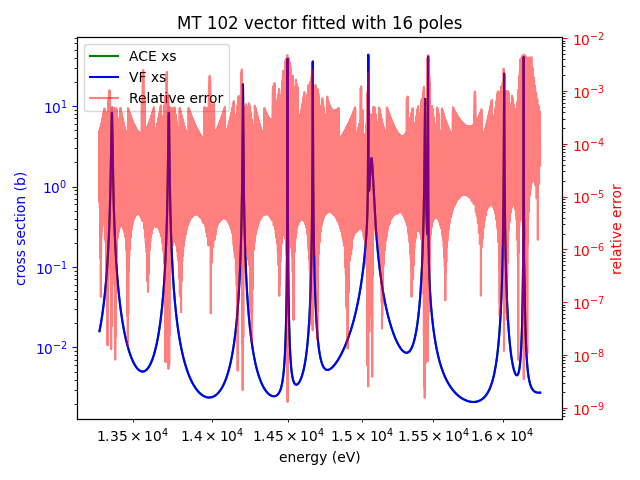 MT 102 vector fitted with 16 poles
ACE xs
VF xs
Relative error
10¹
10⁰
10⁻¹
10⁻²
cross section (b)
10⁻²
10⁻³
10⁻⁴
10⁻⁵
10⁻⁶
10⁻⁷
10⁻⁸
10⁻⁹
relative error
1.35×10⁴ 1.4×10⁴ 1.45×10⁴ 1.5×10⁴ 1.55×10⁴ 1.6×10⁴
energy (eV)